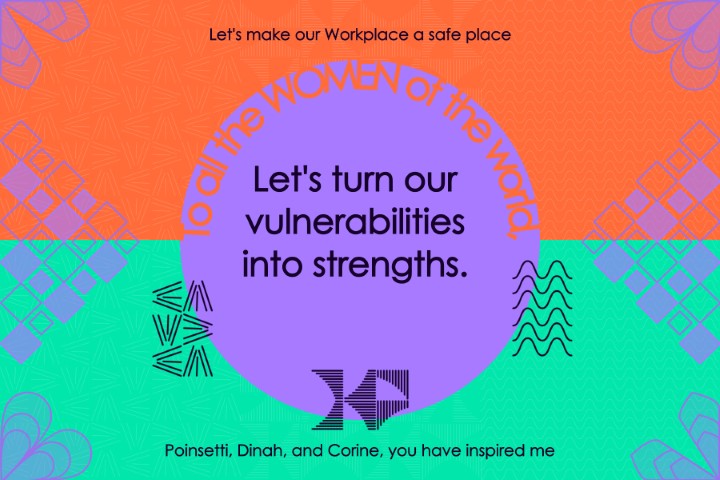 Let's make our Workplace a safe place
To all the WOMEN of the world,
Let's turn our
vulnerabilities
into strengths.
Poinsetti, Dinah, and Corine, you have inspired me